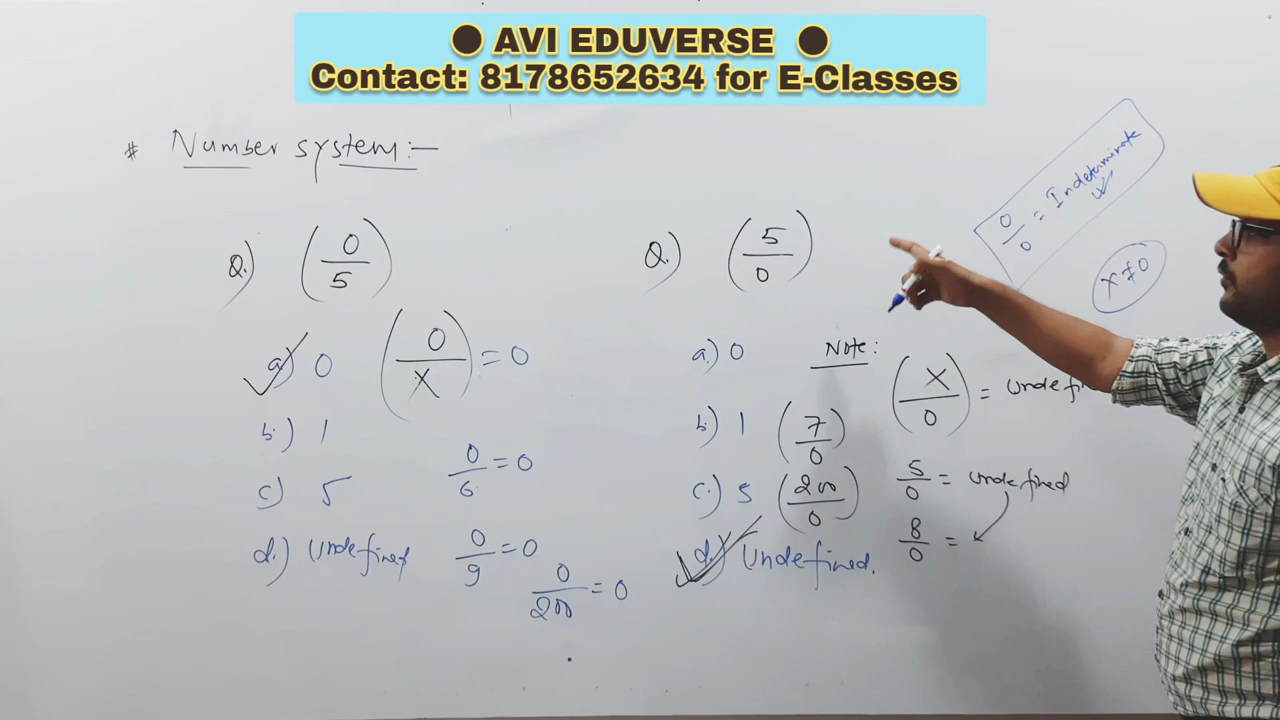 ● AVI EDUVERSE ●
Contact: 8178652634 for E-Classes
# Number system:-
Q.) (0/5)
a) 0
(0/x) = 0
b.) 1
c) 5
0/6 = 0
d.) Undefined
0/9 = 0
0/200 = 0
Q.) (5/0)
a.) 0
b.) 1
(7/0)
c.) 5
(200/0)
d.) Undefined.
Note:
(x/0) = undefin
5/0 = undefined
8/0 =
0/0 = Indeterminate
x≠0